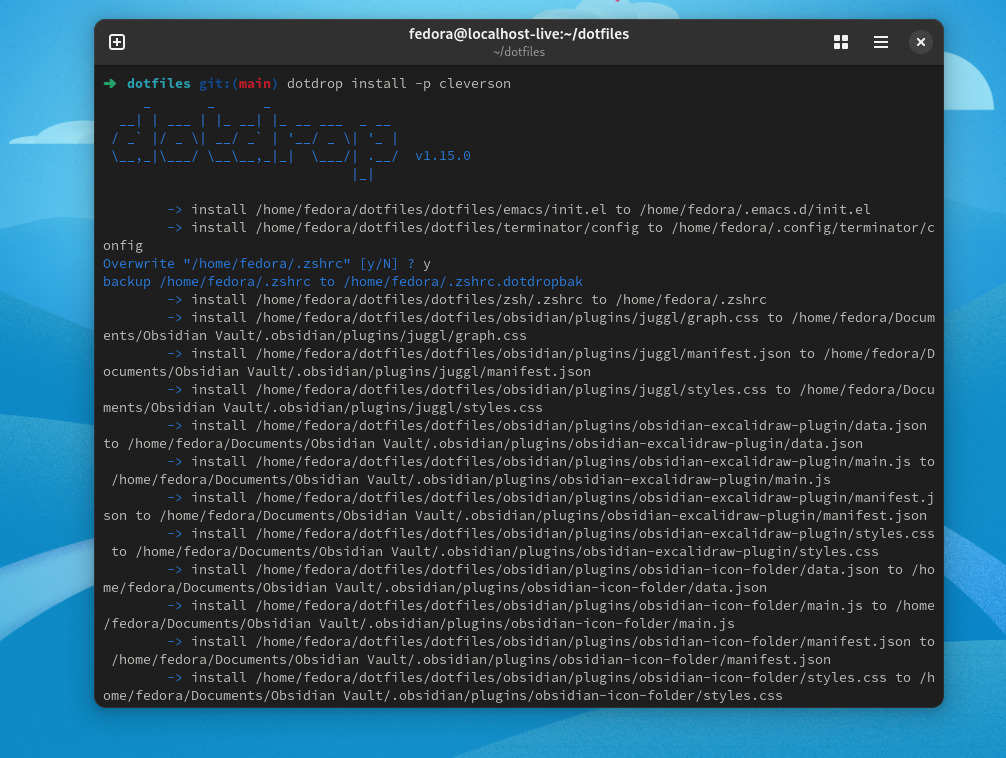 fedora@localhost-live:~/dotfiles
~/dotfiles
➜ dotfiles git:(main) dotdrop install -p cleverson
     _       _      _
  __| | ___ | |_ __| |_ __ ___  _ __
 / _` |/ _ \| __/ _` | '__/ _ \| '_ |
 \__,_|\___/ \__\__,_|_|  \___/| .__/  v1.15.0
                               |_|
        -> install /home/fedora/dotfiles/dotfiles/emacs/init.el to /home/fedora/.emacs.d/init.el
        -> install /home/fedora/dotfiles/dotfiles/terminator/config to /home/fedora/.config/terminator/c
onfig
Overwrite "/home/fedora/.zshrc" [y/N] ? y
backup /home/fedora/.zshrc to /home/fedora/.zshrc.dotdropbak
        -> install /home/fedora/dotfiles/dotfiles/zsh/.zshrc to /home/fedora/.zshrc
        -> install /home/fedora/dotfiles/dotfiles/obsidian/plugins/juggl/graph.css to /home/fedora/Docum
ents/Obsidian Vault/.obsidian/plugins/juggl/graph.css
        -> install /home/fedora/dotfiles/dotfiles/obsidian/plugins/juggl/manifest.json to /home/fedora/D
ocuments/Obsidian Vault/.obsidian/plugins/juggl/manifest.json
        -> install /home/fedora/dotfiles/dotfiles/obsidian/plugins/juggl/styles.css to /home/fedora/Docu
ments/Obsidian Vault/.obsidian/plugins/juggl/styles.css
        -> install /home/fedora/dotfiles/dotfiles/obsidian/plugins/obsidian-excalidraw-plugin/data.json
to /home/fedora/Documents/Obsidian Vault/.obsidian/plugins/obsidian-excalidraw-plugin/data.json
        -> install /home/fedora/dotfiles/dotfiles/obsidian/plugins/obsidian-excalidraw-plugin/main.js to
 /home/fedora/Documents/Obsidian Vault/.obsidian/plugins/obsidian-excalidraw-plugin/main.js
        -> install /home/fedora/dotfiles/dotfiles/obsidian/plugins/obsidian-excalidraw-plugin/manifest.j
son to /home/fedora/Documents/Obsidian Vault/.obsidian/plugins/obsidian-excalidraw-plugin/manifest.json
        -> install /home/fedora/dotfiles/dotfiles/obsidian/plugins/obsidian-excalidraw-plugin/styles.css
 to /home/fedora/Documents/Obsidian Vault/.obsidian/plugins/obsidian-excalidraw-plugin/styles.css
        -> install /home/fedora/dotfiles/dotfiles/obsidian/plugins/obsidian-icon-folder/data.json to /ho
me/fedora/Documents/Obsidian Vault/.obsidian/plugins/obsidian-icon-folder/data.json
        -> install /home/fedora/dotfiles/dotfiles/obsidian/plugins/obsidian-icon-folder/main.js to /home
/fedora/Documents/Obsidian Vault/.obsidian/plugins/obsidian-icon-folder/main.js
        -> install /home/fedora/dotfiles/dotfiles/obsidian/plugins/obsidian-icon-folder/manifest.json to
 /home/fedora/Documents/Obsidian Vault/.obsidian/plugins/obsidian-icon-folder/manifest.json
        -> install /home/fedora/dotfiles/dotfiles/obsidian/plugins/obsidian-icon-folder/styles.css to /h
ome/fedora/Documents/Obsidian Vault/.obsidian/plugins/obsidian-icon-folder/styles.css